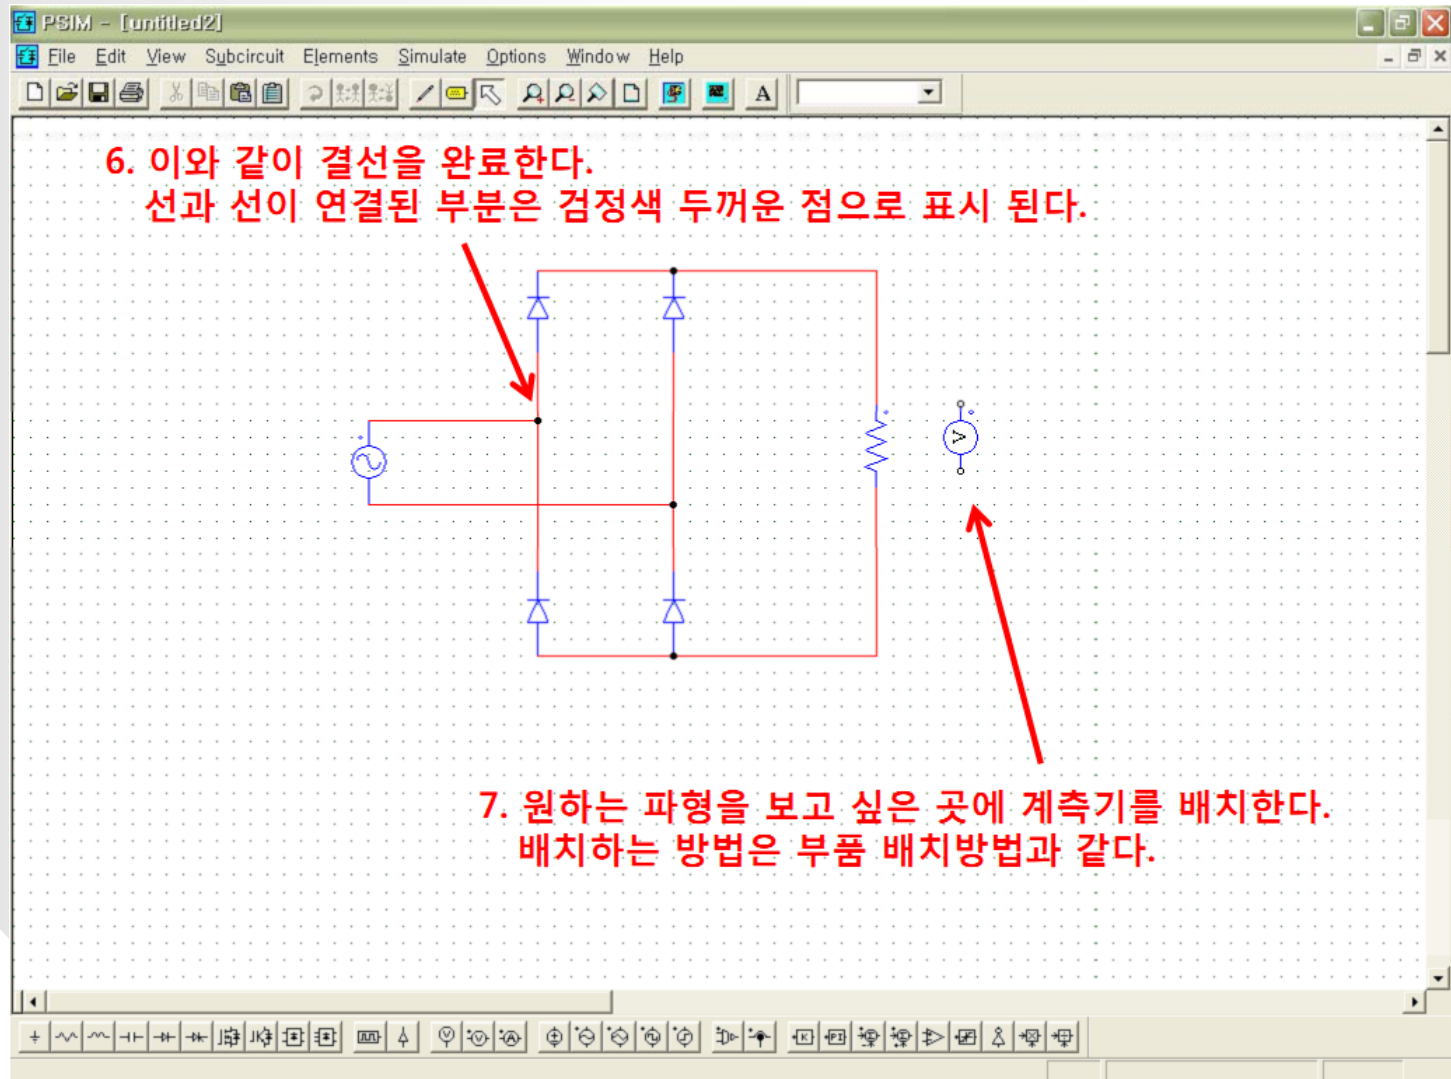 PSIM - [untitled2]
File Edit View Subcircuit Elements Simulate Options Window Help
A
6. 이와 같이 결선을 완료한다.
선과 선이 연결된 부분은 검정색 두꺼운 점으로 표시 된다.
V
7. 원하는 파형을 보고 싶은 곳에 계측기를 배치한다.
배치하는 방법은 부품 배치방법과 같다.
V V A K PI